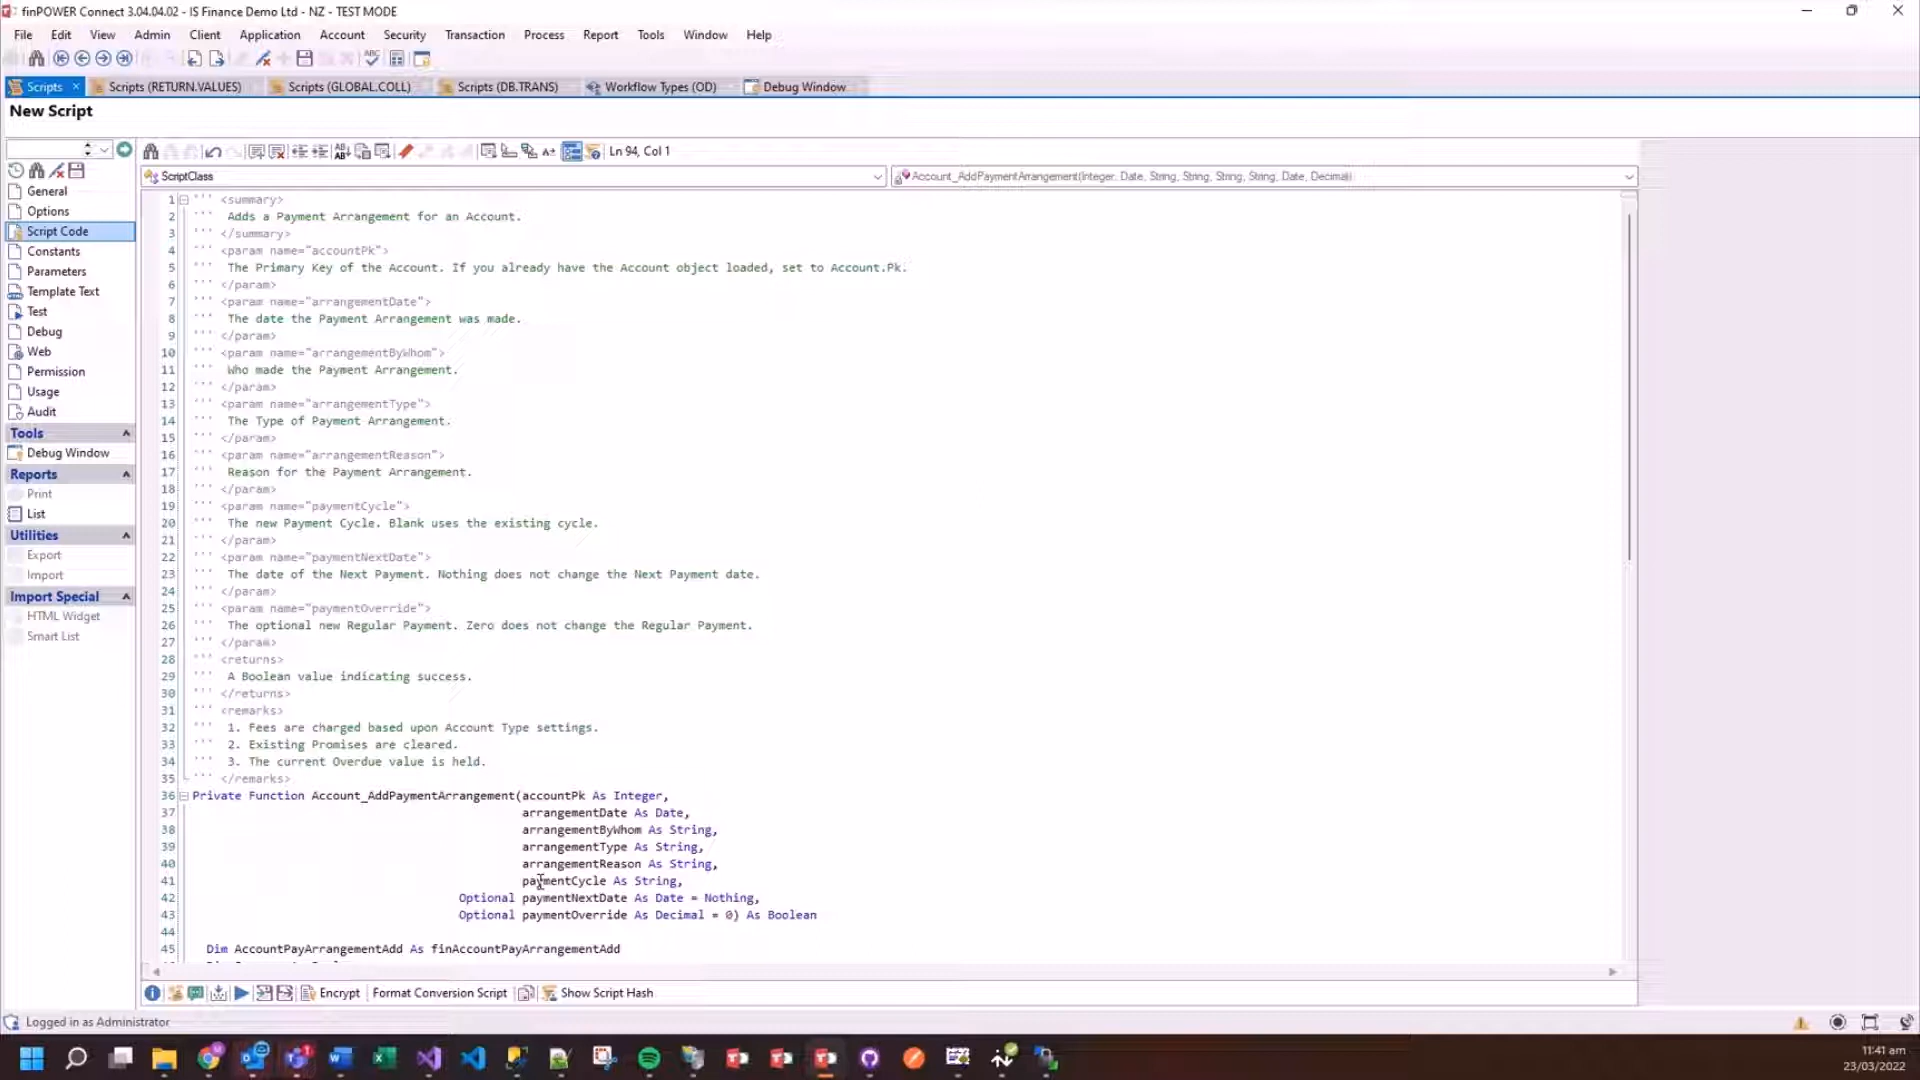 finPOWER Connect 3.04.04.02 - IS Finance Demo Ltd - NZ - TEST MODE
File Edit View Admin Client Application Account Security Transaction Process Report Tools Window Help
Scripts × Scripts (RETURN.VALUES) Scripts (GLOBAL.COLL) Scripts (DB.TRANS) Workflow Types (OD) Debug Window
New Script
Ln 94, Col 1
ScriptClass
Account_AddPaymentArrangement(Integer, Date, String, String, String, String, Date, Decimal)
General
Options
Script Code
Constants
Parameters
Template Text
Test
Debug
Web
Permission
Usage
Audit
Tools
Debug Window
Reports
Print
List
Utilities
Export
Import
Import Special
HTML Widget
Smart List
1 ''' <summary>
2 ''' Adds a Payment Arrangement for an Account.
3 ''' </summary>
4 ''' <param name="accountPk">
5 ''' The Primary Key of the Account. If you already have the Account object loaded, set to Account.Pk.
6 ''' </param>
7 ''' <param name="arrangementDate">
8 ''' The date the Payment Arrangement was made.
9 ''' </param>
10 ''' <param name="arrangementByWhom">
11 ''' Who made the Payment Arrangement.
12 ''' </param>
13 ''' <param name="arrangementType">
14 ''' The Type of Payment Arrangement.
15 ''' </param>
16 ''' <param name="arrangementReason">
17 ''' Reason for the Payment Arrangement.
18 ''' </param>
19 ''' <param name="paymentCycle">
20 ''' The new Payment Cycle. Blank uses the existing cycle.
21 ''' </param>
22 ''' <param name="paymentNextDate">
23 ''' The date of the Next Payment. Nothing does not change the Next Payment date.
24 ''' </param>
25 ''' <param name="paymentOverride">
26 ''' The optional new Regular Payment. Zero does not change the Regular Payment.
27 ''' </param>
28 ''' <returns>
29 ''' A Boolean value indicating success.
30 ''' </returns>
31 ''' <remarks>
32 ''' 1. Fees are charged based upon Account Type settings.
33 ''' 2. Existing Promises are cleared.
34 ''' 3. The current Overdue value is held.
35 ''' </remarks>
36 Private Function Account_AddPaymentArrangement(accountPk As Integer,
37 arrangementDate As Date,
38 arrangementByWhom As String,
39 arrangementType As String,
40 arrangementReason As String,
41 paymentCycle As String,
42 Optional paymentNextDate As Date = Nothing,
43 Optional paymentOverride As Decimal = 0) As Boolean
44
45 Dim AccountPayArrangementAdd As finAccountPayArrangementAdd
Encrypt Format Conversion Script Show Script Hash
Logged in as Administrator
11:41 am
23/03/2022